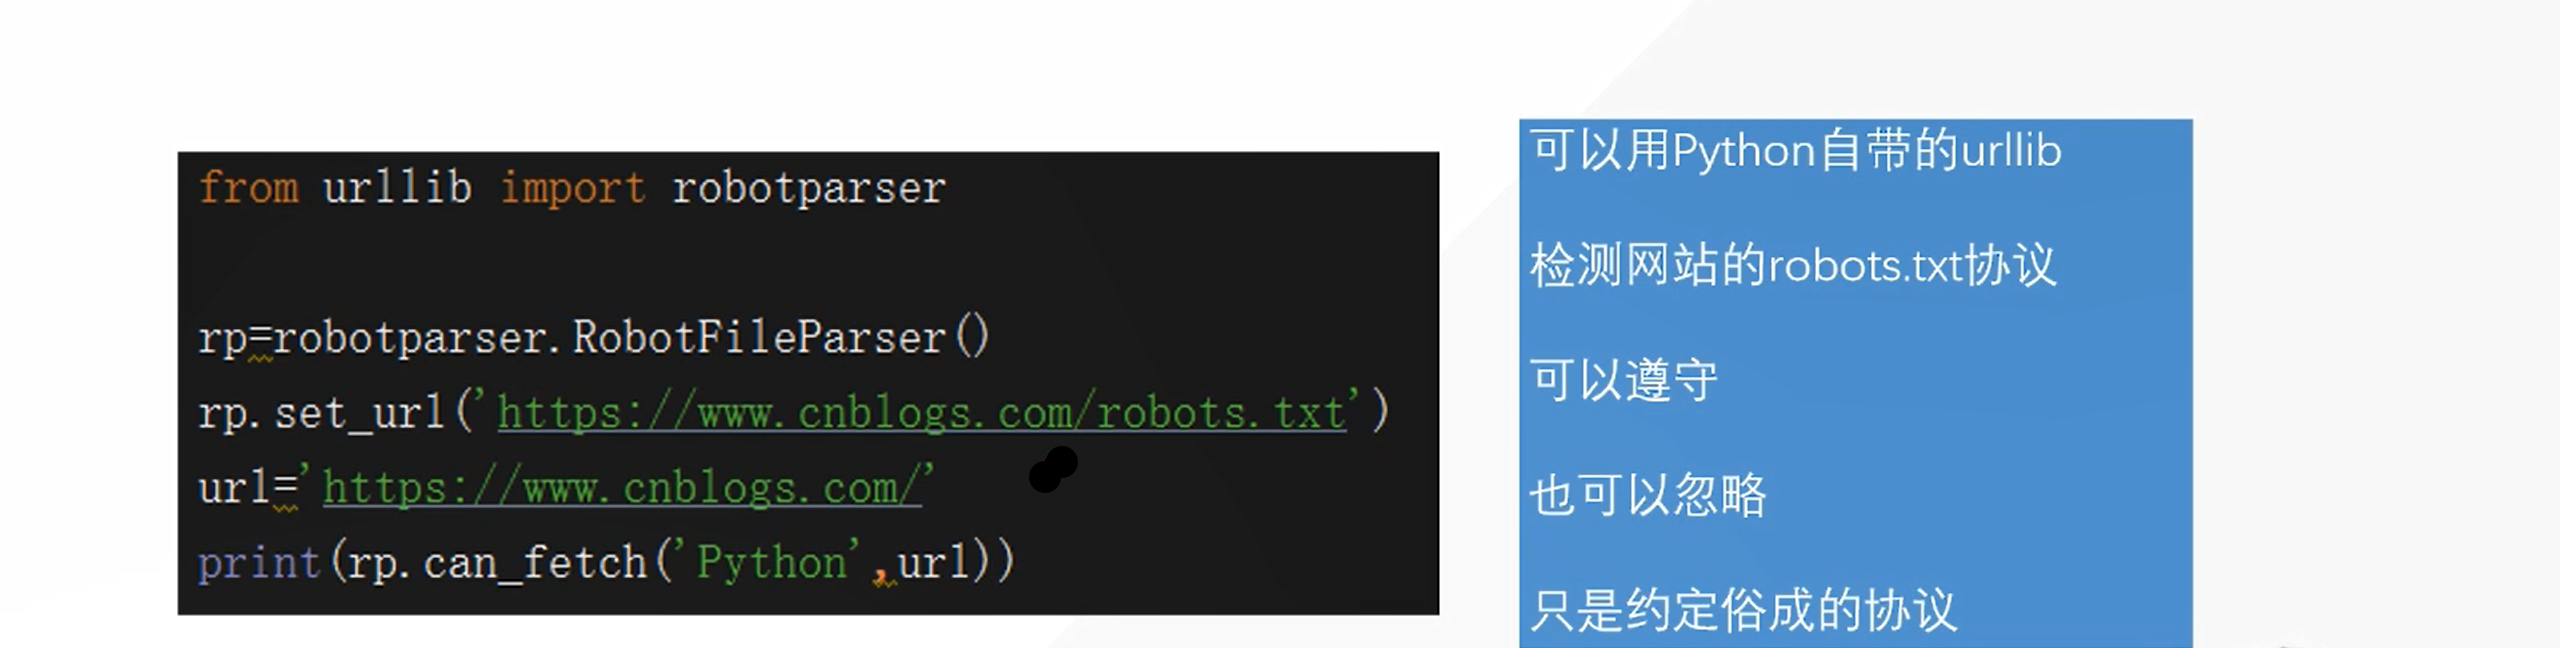 from urllib import robotparser
rp=robotparser.RobotFileParser()
rp.set_url('https://www.cnblogs.com/robots.txt')
url='https://www.cnblogs.com/'
print(rp.can_fetch('Python',url))
可以用Python自带的urllib
检测网站的robots.txt协议
可以遵守
也可以忽略
只是约定俗成的协议